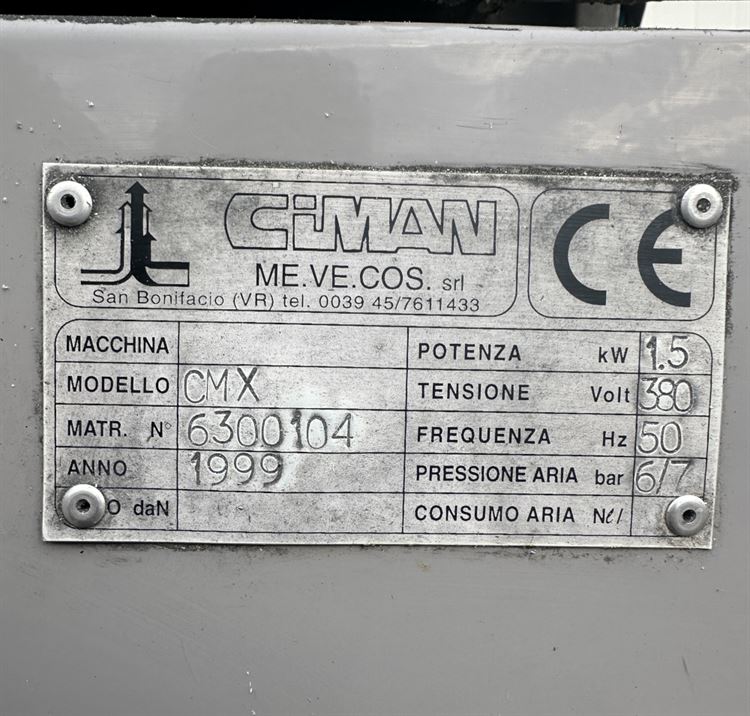 CiMAN
CE
ME.VE.COS. srl
San Bonifacio (VR) tel. 0039 45/7611433
MACCHINA
POTENZA kW 1.5
MODELLO CMX
TENSIONE Volt 380
MATR. N° 6300104
FREQUENZA Hz 50
ANNO 1999
PRESSIONE ARIA bar 6/7
O daN
CONSUMO ARIA Nℓ/